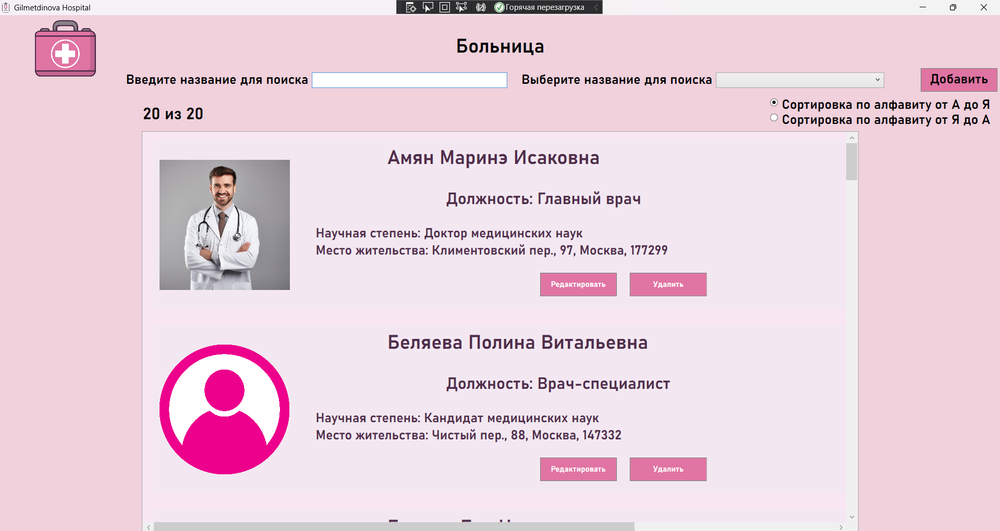 Gilmetdinova Hospital
Горячая перезагрузка
Больница
Введите название для поиска
Выберите название для поиска
Добавить
20 из 20
Сортировка по алфавиту от А до Я
Сортировка по алфавиту от Я до А
Амян Маринэ Исаковна
Должность: Главный врач
Научная степень: Доктор медицинских наук
Место жительства: Климентовский пер., 97, Москва, 177299
Редактировать
Удалить
Беляева Полина Витальевна
Должность: Врач-специалист
Научная степень: Кандидат медицинских наук
Место жительства: Чистый пер., 88, Москва, 147332
Редактировать
Удалить